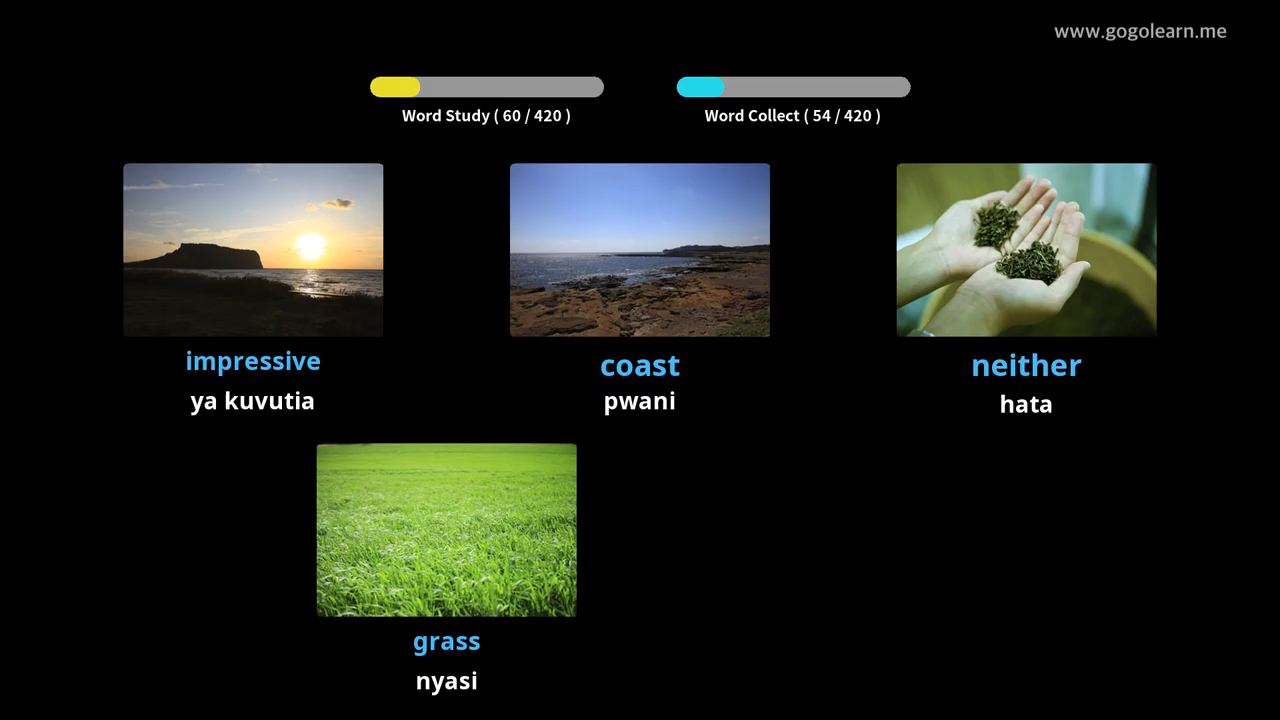 www.gogolearn.me
Word Study ( 60 / 420 )
Word Collect ( 54 / 420 )
impressive
ya kuvutia
coast
pwani
neither
hata
grass
nyasi